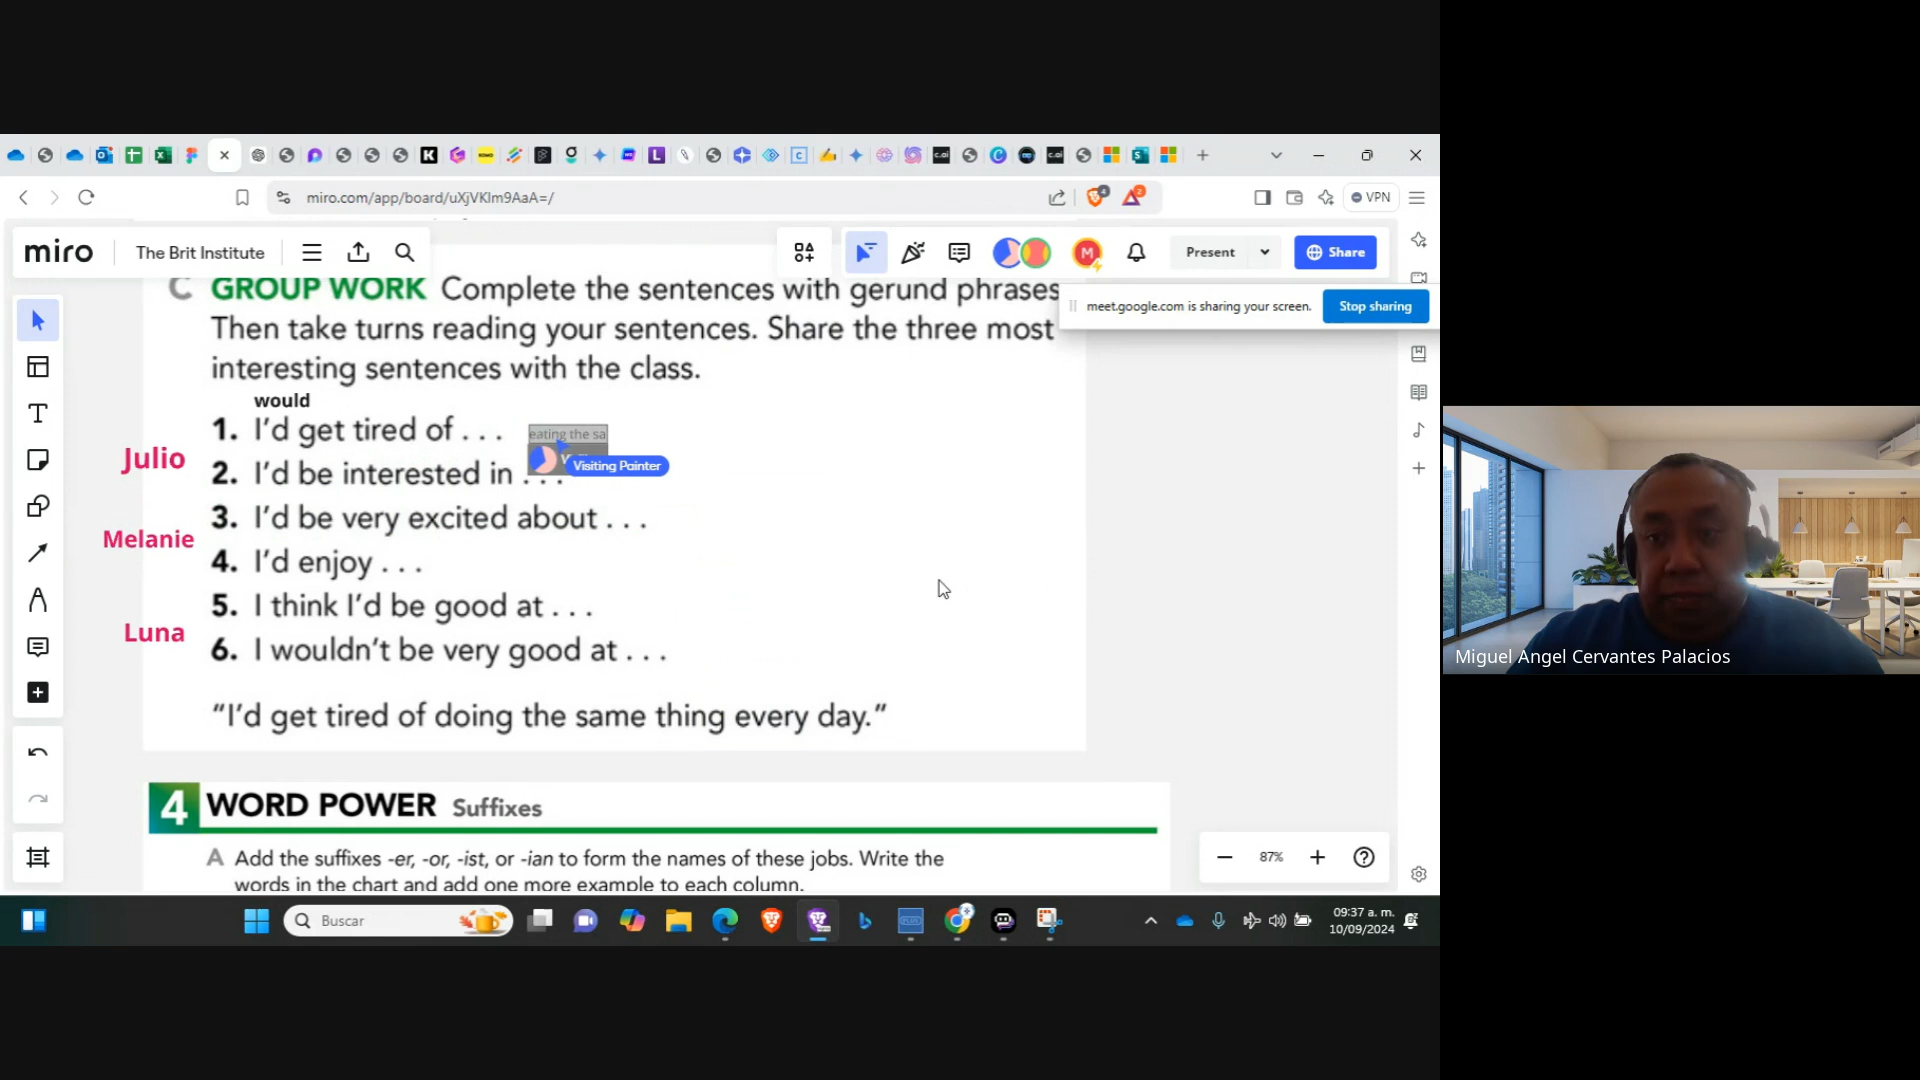 miro.com/app/board/uXjVKlm9AaA=/
VPN
miro
The Brit Institute
M
Present
Share
meet.google.com is sharing your screen.
Stop sharing
C GROUP WORK Complete the sentences with gerund phrases
Then take turns reading your sentences. Share the three most
interesting sentences with the class.
would
1. I'd get tired of . . .
eating the sa
Julio
2. I'd be interested in . . .
Visiting Painter
3. I'd be very excited about . . .
Melanie
4. I'd enjoy . . .
5. I think I'd be good at . . .
Luna
6. I wouldn't be very good at . . .
"I'd get tired of doing the same thing every day."
4 WORD POWER Suffixes
A Add the suffixes -er, -or, -ist, or -ian to form the names of these jobs. Write the
words in the chart and add one more example to each column.
87%
Buscar
09:37 a. m.
10/09/2024
Miguel Angel Cervantes Palacios